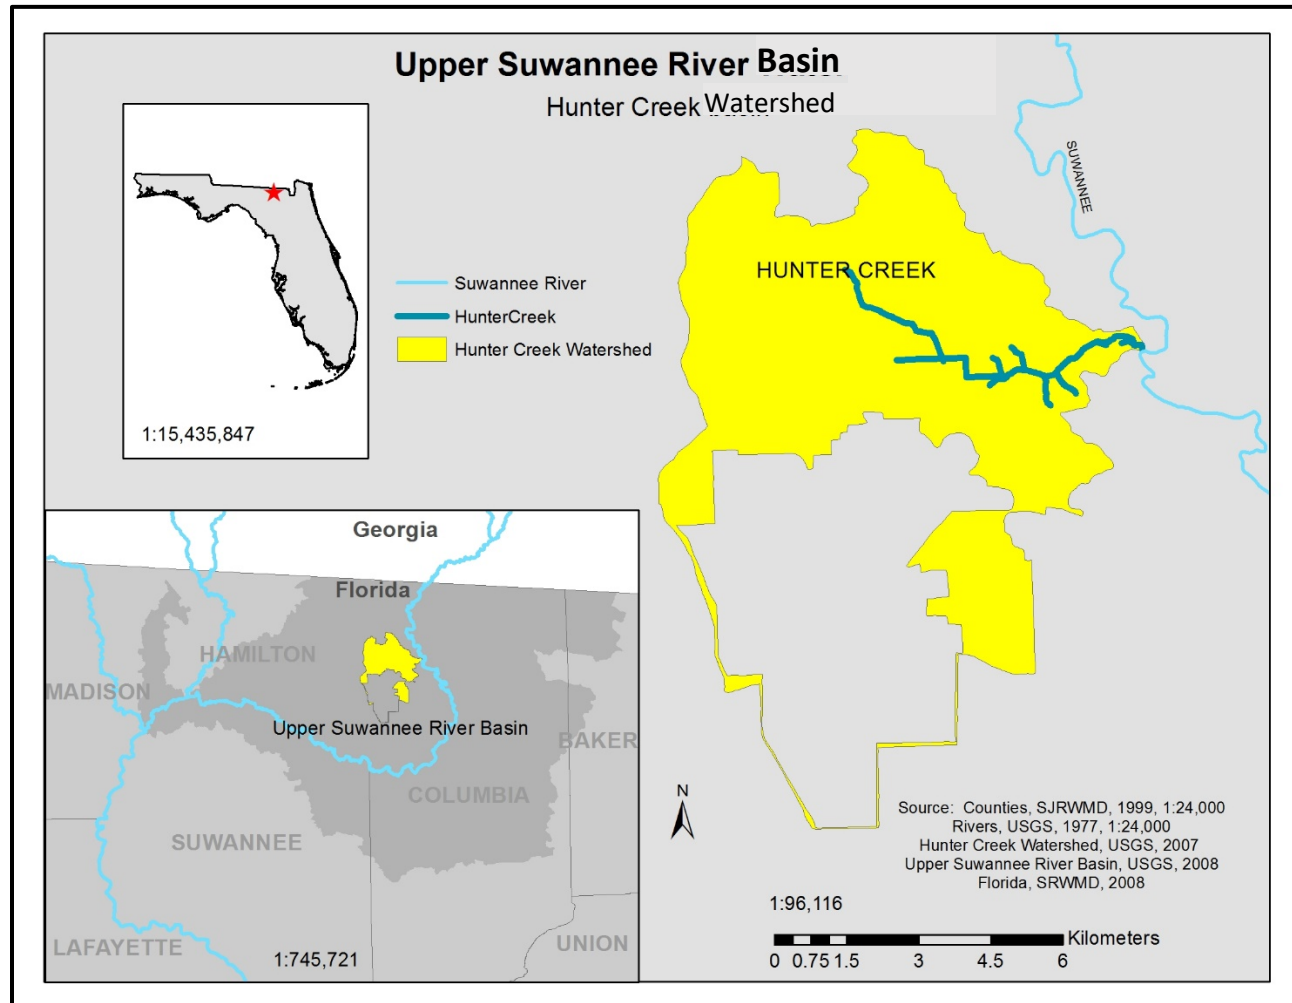 Upper Suwannee River Basin
Hunter Creek Watershed
SUWANNEE
HUNTER CREEK
Suwannee River
HunterCreek
Hunter Creek Watershed
1:15,435,847
Georgia
Florida
HAMILTON
MADISON
Upper Suwannee River Basin
BAKER
COLUMBIA
SUWANNEE
LAFAYETTE
UNION
1:745,721
N
Source: Counties, SJRWMD, 1999, 1:24,000
Rivers, USGS, 1977, 1:24,000
Hunter Creek Watershed, USGS, 2007
Upper Suwannee River Basin, USGS, 2008
Florida, SRWMD, 2008
1:96,116
Kilometers
0 0.75 1.5 3 4.5 6